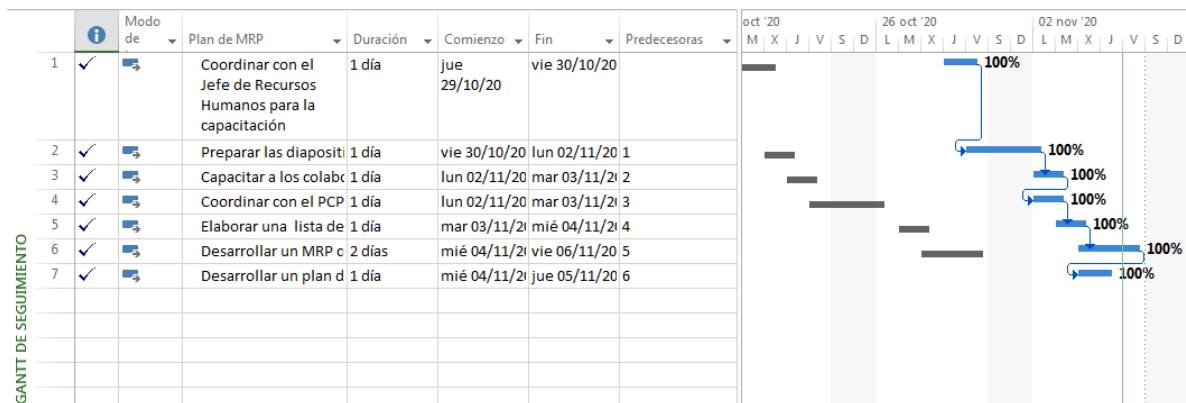 Modo de
Plan de MRP
Duración
Comienzo
Fin
Predecesoras
oct '20
26 oct '20
02 nov '20
M X J V S D L M X J V S D L M X J V S D
1 Coordinar con el Jefe de Recursos Humanos para la capacitación 1 día jue 29/10/20 vie 30/10/20 100%
2 Preparar las diapositi 1 día vie 30/10/20 lun 02/11/20 1 100%
3 Capacitar a los colabo 1 día lun 02/11/20 mar 03/11/20 2 100%
4 Coordinar con el PCP 1 día lun 02/11/20 mar 03/11/20 3 100%
5 Elaborar una lista de 1 día mar 03/11/20 mié 04/11/20 4 100%
6 Desarrollar un MRP c 2 días mié 04/11/20 vie 06/11/20 5 100%
7 Desarrollar un plan d 1 día mié 04/11/20 jue 05/11/20 6 100%
GANTT DE SEGUIMIENTO